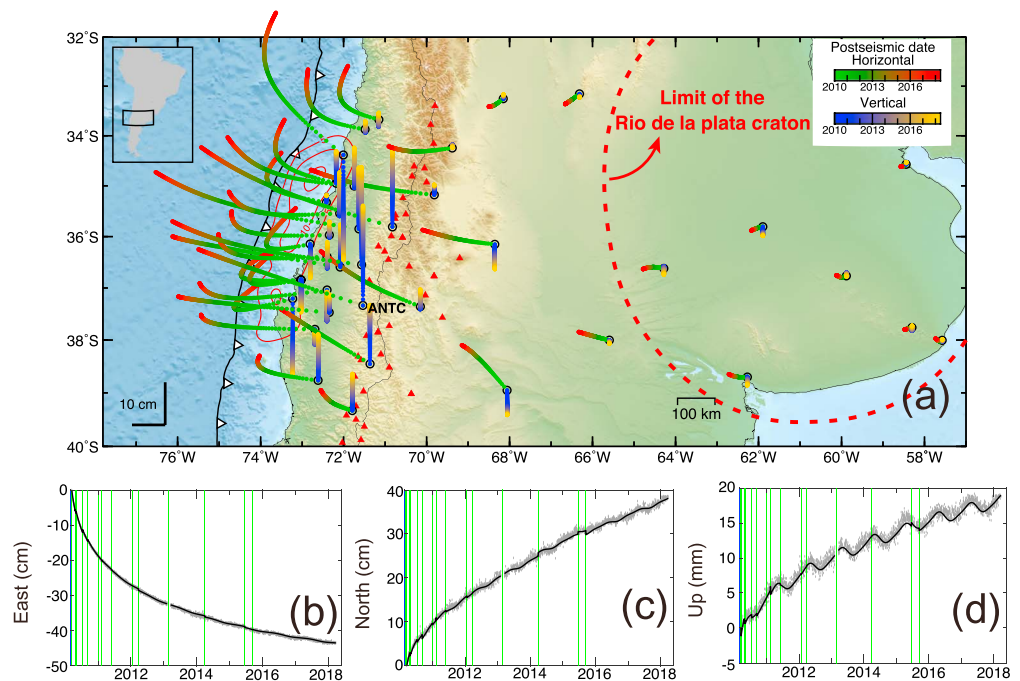 32°S
34°S
36°S
38°S
40°S
76°W
74°W
72°W
70°W
68°W
66°W
64°W
62°W
60°W
58°W
Postseismic date
Horizontal
2010 2013 2016
Vertical
2010 2013 2016
Limit of the
Rio de la plata craton
ANTC
10
10 cm
100 km
(a)
East (cm)
0
-10
-20
-30
-40
-50
2012 2014 2016 2018
(b)
North (cm)
40
30
20
10
0
2012 2014 2016 2018
(c)
Up (mm)
20
15
10
5
0
-5
2012 2014 2016 2018
(d)